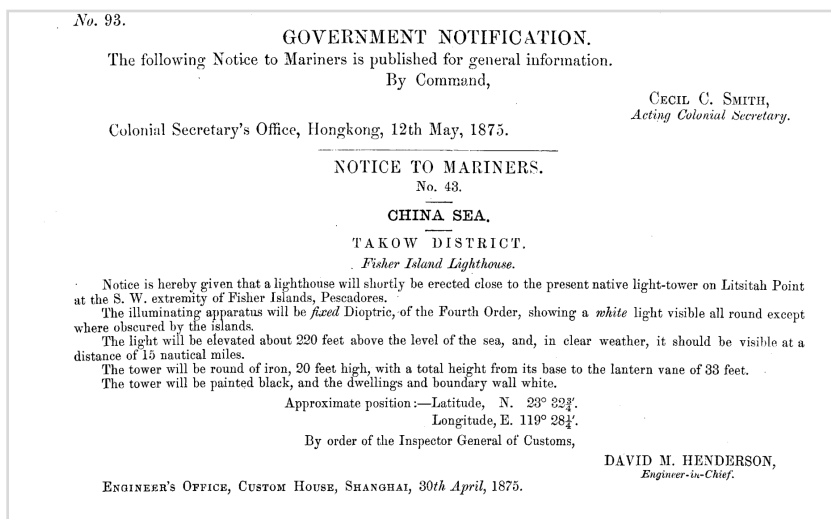 No. 93.
GOVERNMENT NOTIFICATION.
The following Notice to Mariners is published for general information.
By Command,
CECIL C. SMITH,
Acting Colonial Secretary.
Colonial Secretary's Office, Hongkong, 12th May, 1875.
NOTICE TO MARINERS.
No. 43.
CHINA SEA.
TAKOW DISTRICT.
Fisher Island Lighthouse.
Notice is hereby given that a lighthouse will shortly be erected close to the present native light-tower on Litsitah Point
at the S. W. extremity of Fisher Islands, Pescadores.
The illuminating apparatus will be fixed Dioptric, of the Fourth Order, showing a white light visible all round except
where obscured by the islands.
The light will be elevated about 220 feet above the level of the sea, and, in clear weather, it should be visible at a
distance of 15 nautical miles.
The tower will be round of iron, 20 feet high, with a total height from its base to the lantern vane of 33 feet.
The tower will be painted black, and the dwellings and boundary wall white.
Approximate position:—Latitude, N. 23° 32¾'.
Longitude, E. 119° 28¼'.
By order of the Inspector General of Customs,
DAVID M. HENDERSON,
Engineer-in-Chief.
ENGINEER'S OFFICE, CUSTOM HOUSE, SHANGHAI, 30th April, 1875.